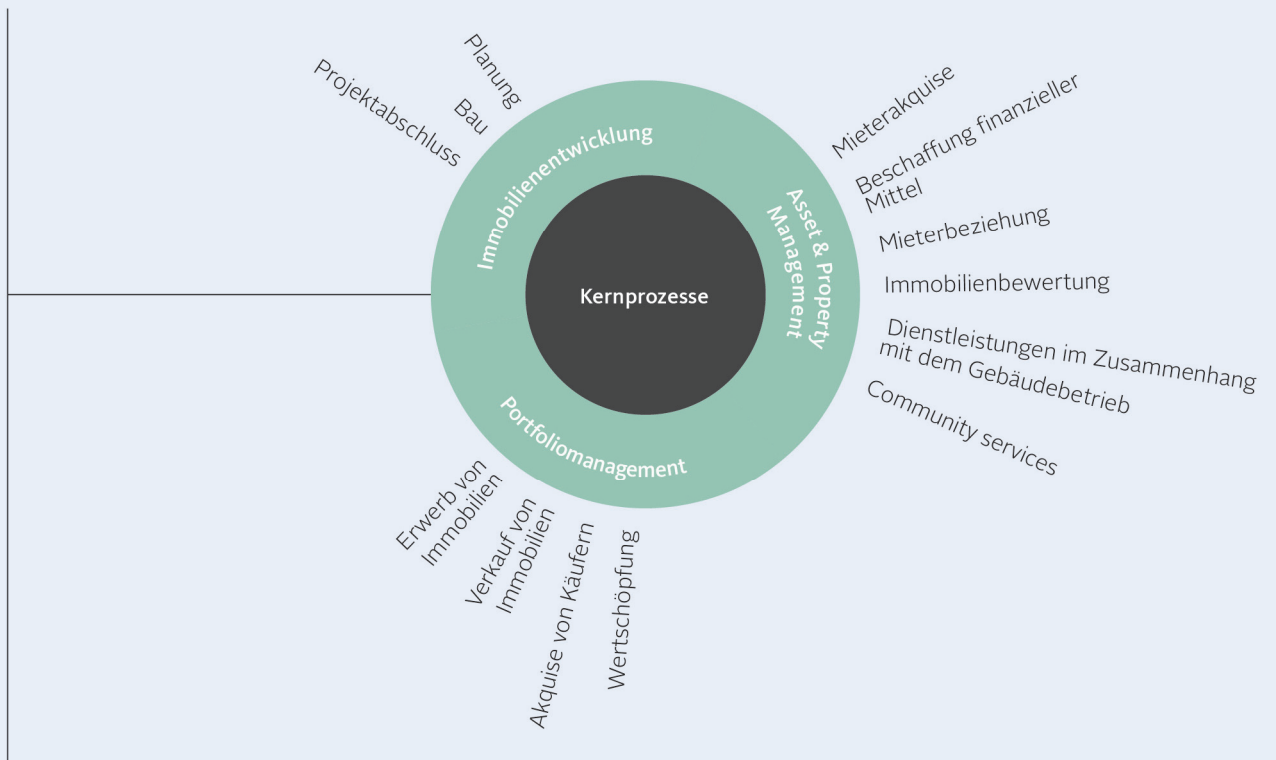 Planung
Bau
Projektabschluss
Immobilienentwicklung
Kernprozesse
Asset & Property
Management
Mieterakquise
Beschaffung finanzieller
Mittel
Mieterbeziehung
Immobilienbewertung
Dienstleistungen im Zusammenhang
mit dem Gebäudebetrieb
Community services
Portfoliomanagement
Erwerb von
Immobilien
Verkauf von
Immobilien
Akquise von Käufern
Wertschöpfung